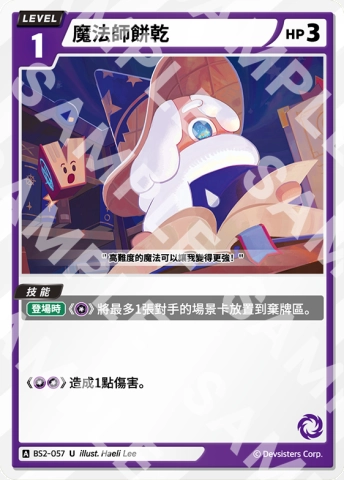 LEVEL
1
魔法師餅乾
HP 3
"高難度的魔法可以讓我變得更強！"
技能
登場時 《》將最多1張對手的場景卡放置到棄牌區。
《》造成1點傷害。
A BS2-057 U illust. Haeli Lee
© Devsisters Corp.
SAMPLE